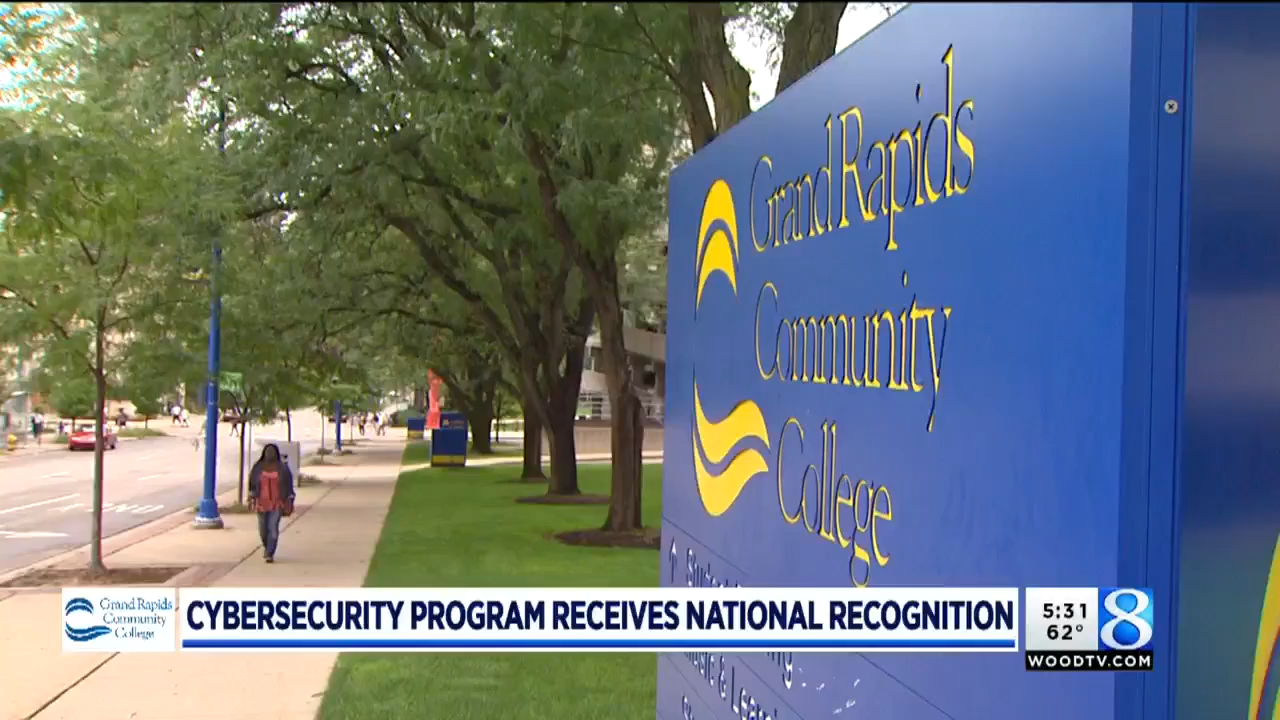 Grand Rapids
Community
College
Grand Rapids
Community
College
CYBERSECURITY PROGRAM RECEIVES NATIONAL RECOGNITION
5:31
62°
8
WOODTV.COM